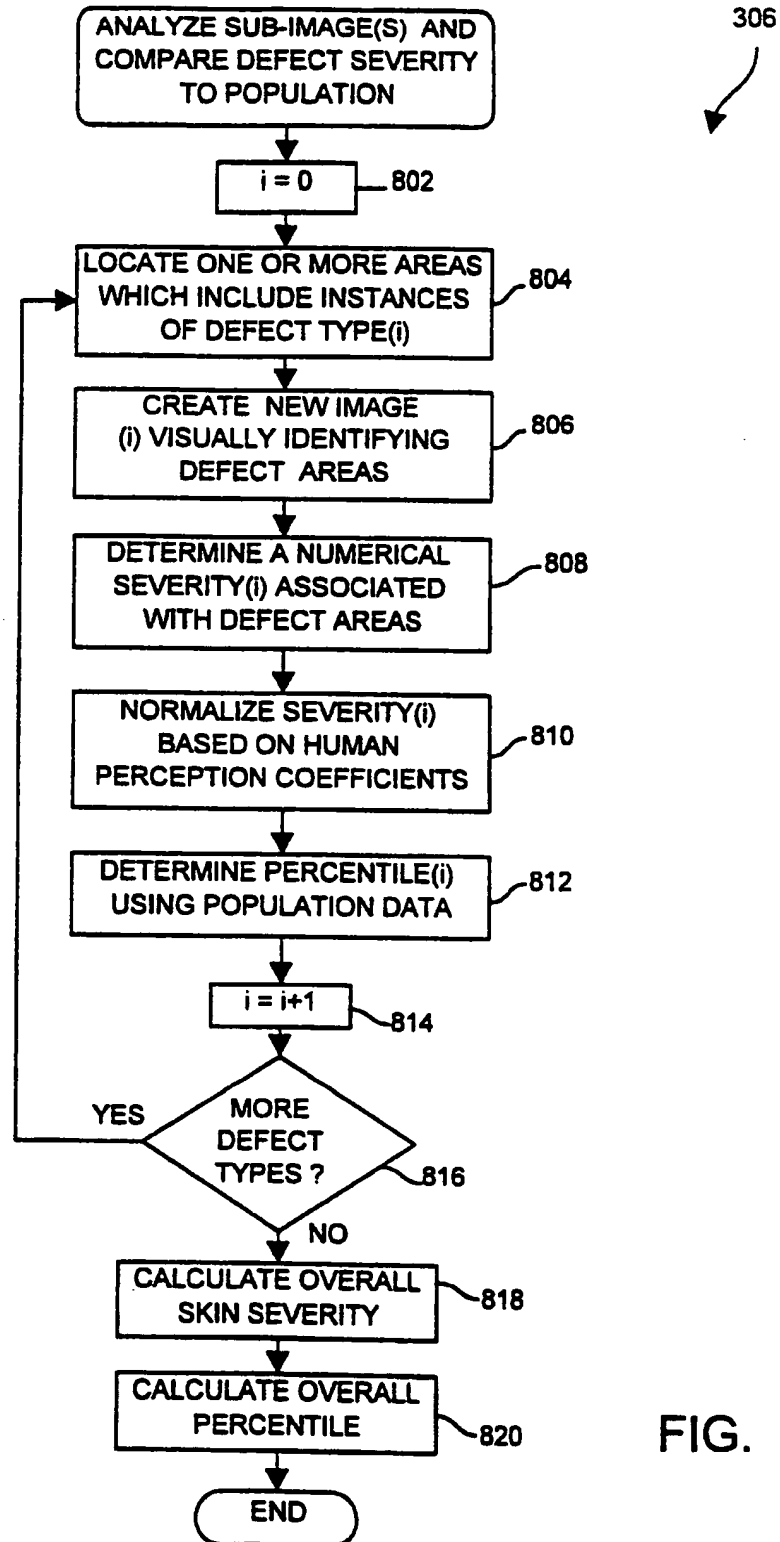 306
ANALYZE SUB-IMAGE(S) AND
COMPARE DEFECT SEVERITY
TO POPULATION
i = 0
802
LOCATE ONE OR MORE AREAS
WHICH INCLUDE INSTANCES
OF DEFECT TYPE(i)
804
CREATE NEW IMAGE
(i) VISUALLY IDENTIFYING
DEFECT AREAS
806
DETERMINE A NUMERICAL
SEVERITY(i) ASSOCIATED
WITH DEFECT AREAS
808
NORMALIZE SEVERITY(i)
BASED ON HUMAN
PERCEPTION COEFFICIENTS
810
DETERMINE PERCENTILE(i)
USING POPULATION DATA
812
i = i+1
814
YES
MORE
DEFECT
TYPES ?
816
NO
CALCULATE OVERALL
SKIN SEVERITY
818
CALCULATE OVERALL
PERCENTILE
820
END
FIG.